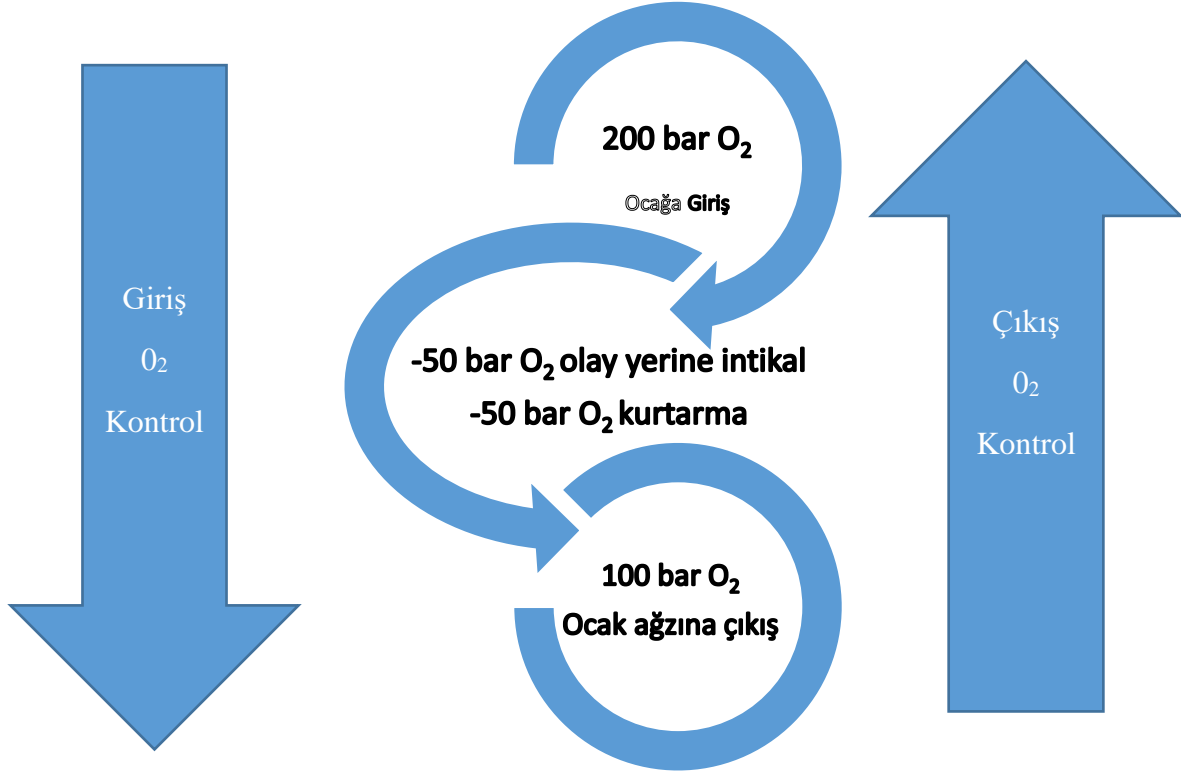 Giriş
0₂
Kontrol
200 bar O₂
Ocağa Giriş
-50 bar O₂ olay yerine intikal
-50 bar O₂ kurtarma
100 bar O₂
Ocak ağzına çıkış
Çıkış
0₂
Kontrol